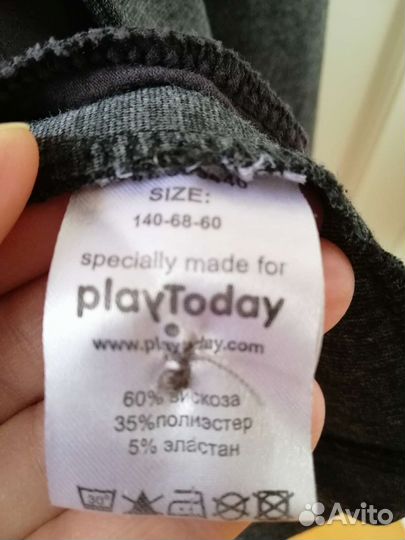 SIZE:
140-68-60
specially made for
playToday
www.playtoday.com
60% вискоза
35%полиэстер
5% эластан
30°
Avito